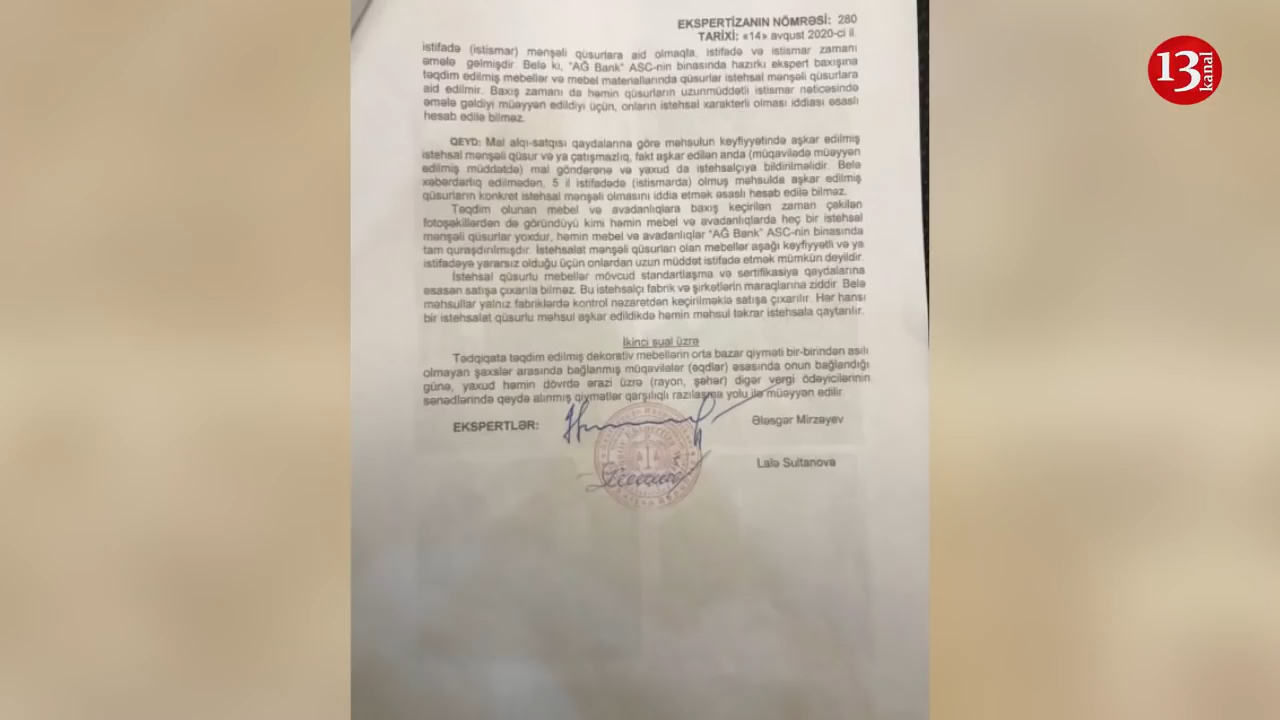 EKSPERTİZANIN NÖMRƏSİ: 280
TARİXİ: «14» avqust 2020-ci il.
istifadə (istismar) mənşəli qüsurlara aid olmaqla, istifadə və istismar zamanı
əmələ gəlmişdir. Belə ki, "AĞ Bank" ASC-nin binasında hazırki ekspert baxışına
təqdim edilmiş mebellər və mebel materiallarında qüsurlar istehsal mənşəli qüsurlara
aid edilmir. Baxış zamanı da həmin qüsurların uzunmüddətli istismar nəticəsində
əmələ gəldiyi müəyyən edildiyi üçün, onların istehsal xarakterli olması iddiası əsaslı
hesab edilə bilməz.
QEYD: Mal alqı-satqısı qaydalarına görə məhsulun keyfiyyətində aşkar edilmiş
istehsal mənşəli qüsur və ya çatışmazlıq, fakt aşkar edilən anda (müqavilədə müəyyən
edilmiş müddətdə) mal göndərənə və yaxud da istehsalçıya bildirilməlidir. Belə
xəbərdarlıq edilmədən, 5 il istifadədə (istismarda) olmuş məhsulda aşkar edilmiş
qüsurların konkret istehsal mənşəli olmasını iddia etmək əsaslı hesab edilə bilməz.
Təqdim olunan mebel və avadanlıqlara baxış keçirilən zaman çəkilən
fotoşəkillərdən də göründüyü kimi həmin mebel və avadanlıqlarda heç bir istehsal
mənşəli qüsurlar yoxdur, həmin mebel və avadanlıqlar "AĞ Bank" ASC-nin binasında
tam quraşdırılmışdır. İstehsalat mənşəli qüsurları olan mebellər aşağı keyfiyyətli və ya
istifadəyə yararsız olduğu üçün onlardan uzun müddət istifadə etmək mümkün deyildir.
İstehsal qüsurlu mebellər mövcud standartlaşma və sertifikasiya qaydalarına
əsasən satışa çıxarıla bilməz. Bu istehsalçı fabrik və şirkətlərin maraqlarına ziddir. Belə
məhsullar yalnız fabriklərdə kontrol nəzarətdən keçirilməklə satışa çıxarılır. Hər hansı
bir istehsalat qüsurlu məhsul aşkar edildikdə həmin məhsul təkrar istehsala qaytarılır.
İkinci sual üzrə
Tədqiqata təqdim edilmiş dekorativ mebellərin orta bazar qiyməti bir-birindən asılı
olmayan şəxslər arasında bağlanmış müqavilələr (əqdlər) əsasında onun bağlandığı
günə, yaxud həmin dövrdə ərazi üzrə (rayon, şəhər) digər vergi ödəyicilərinin
sənədlərində qeydə alınmış qiymətlər qarşılıqlı razılaşma yolu ilə müəyyən edilir.
EKSPERTLƏR:
Ələsgər Mirzəyev
Lalə Sultanova
13 kanal